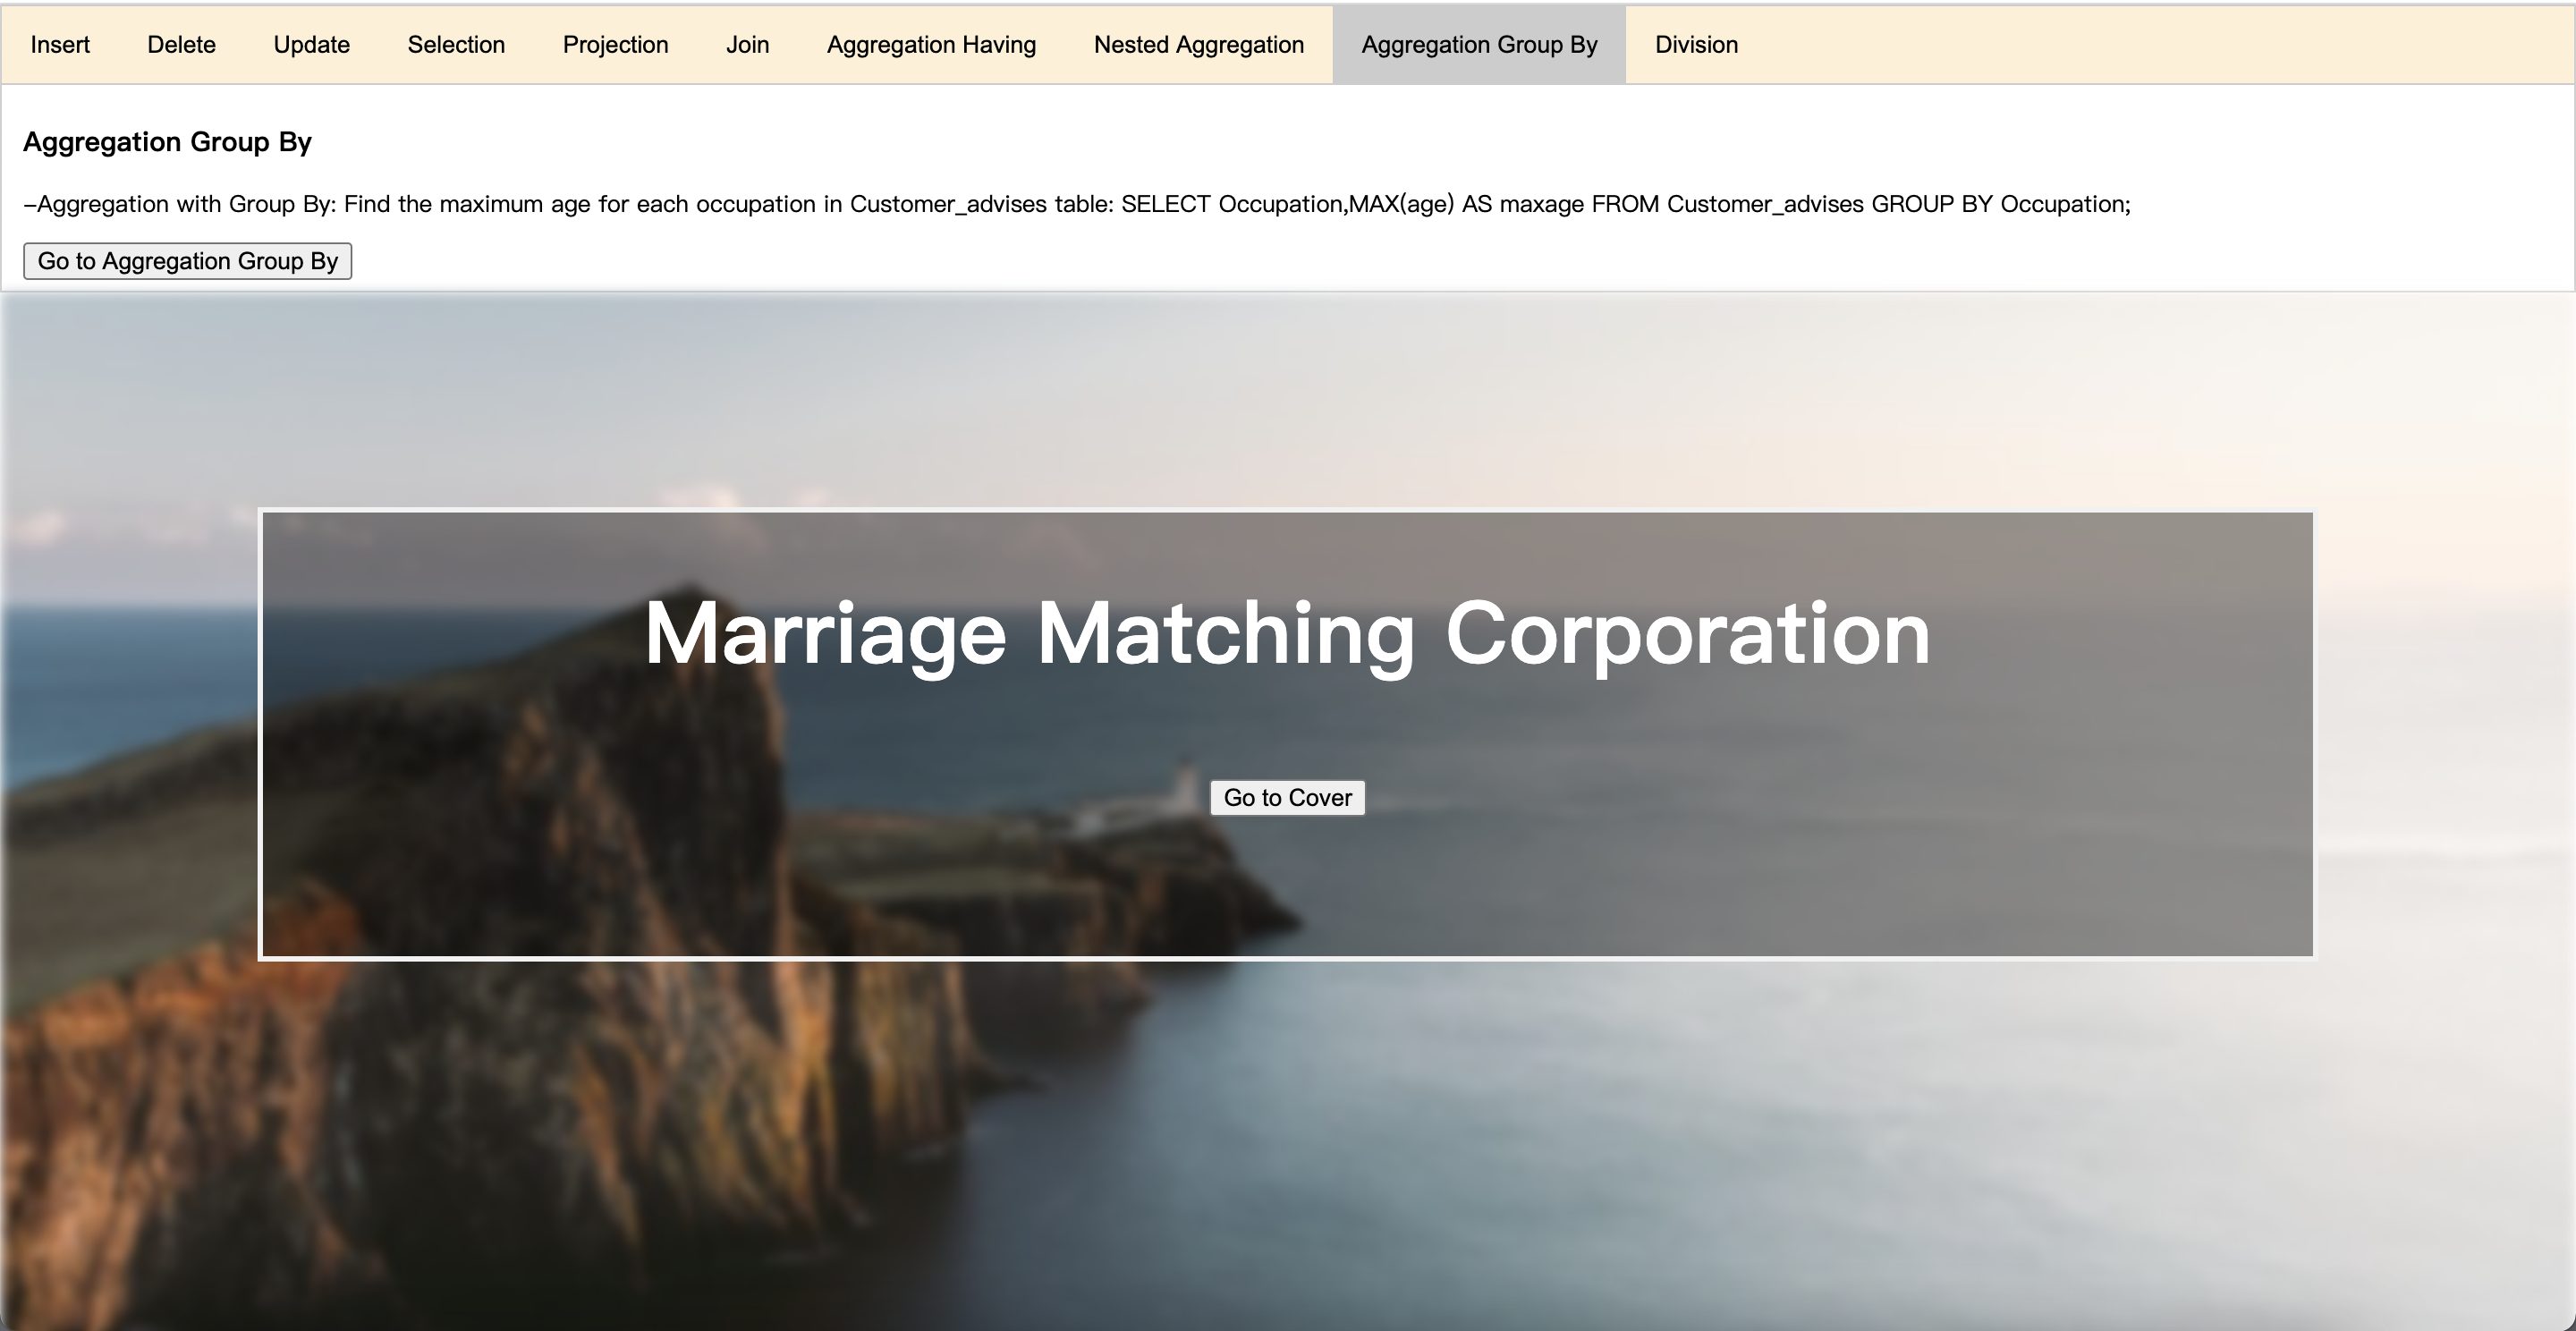 Insert Delete Update Selection Projection Join Aggregation Having Nested Aggregation Aggregation Group By Division
Aggregation Group By
–Aggregation with Group By: Find the maximum age for each occupation in Customer_advises table: SELECT Occupation,MAX(age) AS maxage FROM Customer_advises GROUP BY Occupation;
Go to Aggregation Group By
Marriage Matching Corporation
Go to Cover